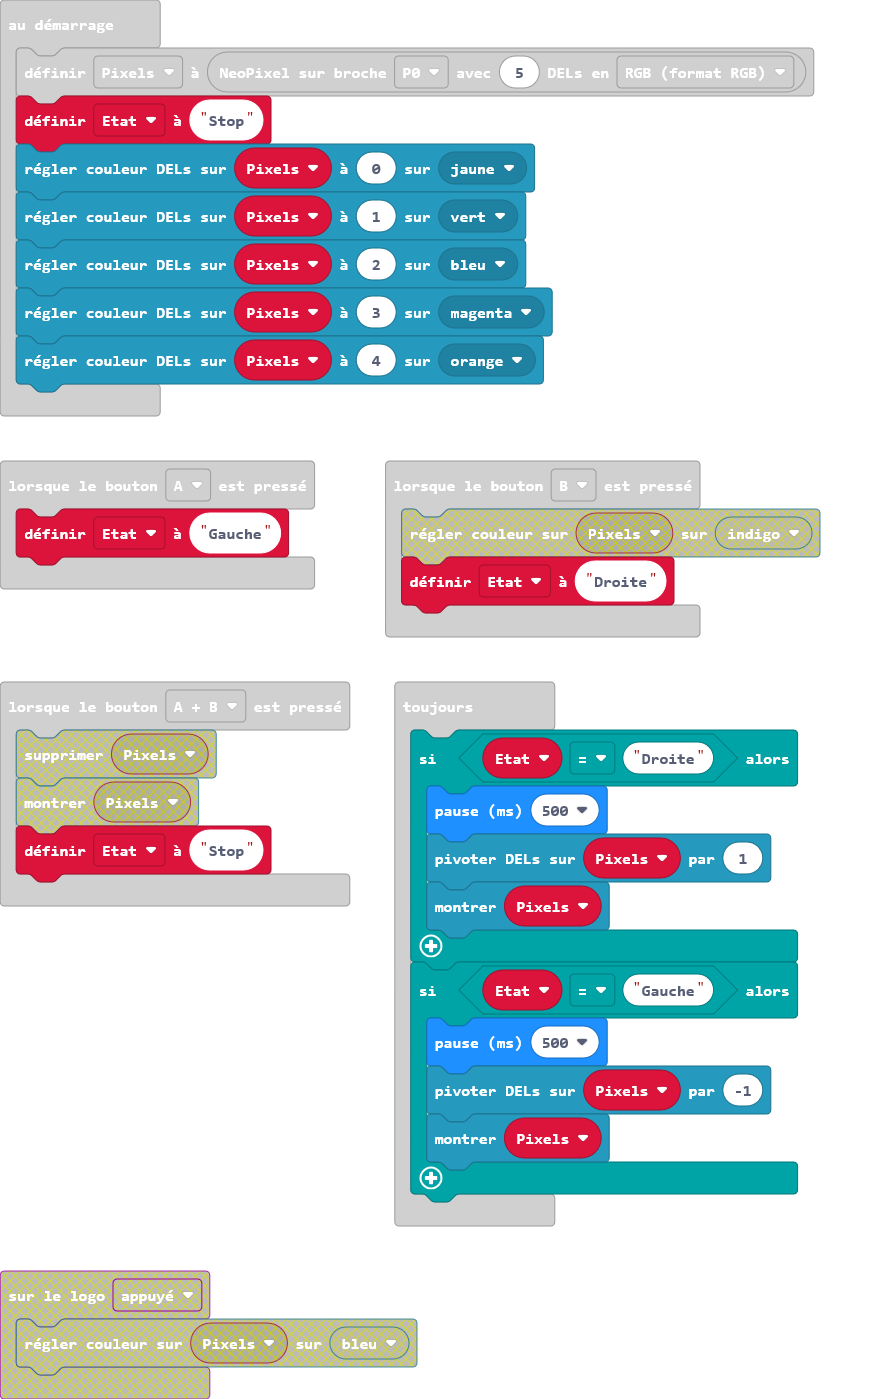 au démarrage
définir Pixels à NeoPixel sur broche P0 avec 5 DELs en RGB (format RGB)
définir Etat à "Stop"
régler couleur DELs sur Pixels à 0 sur jaune
régler couleur DELs sur Pixels à 1 sur vert
régler couleur DELs sur Pixels à 2 sur bleu
régler couleur DELs sur Pixels à 3 sur magenta
régler couleur DELs sur Pixels à 4 sur orange
lorsque le bouton A est pressé
définir Etat à "Gauche"
lorsque le bouton B est pressé
régler couleur sur Pixels sur indigo
définir Etat à "Droite"
lorsque le bouton A + B est pressé
supprimer Pixels
montrer Pixels
définir Etat à "Stop"
toujours
si Etat = "Droite" alors
pause (ms) 500
pivoter DELs sur Pixels par 1
montrer Pixels
si Etat = "Gauche" alors
pause (ms) 500
pivoter DELs sur Pixels par -1
montrer Pixels
sur le logo appuyé
régler couleur sur Pixels sur bleu